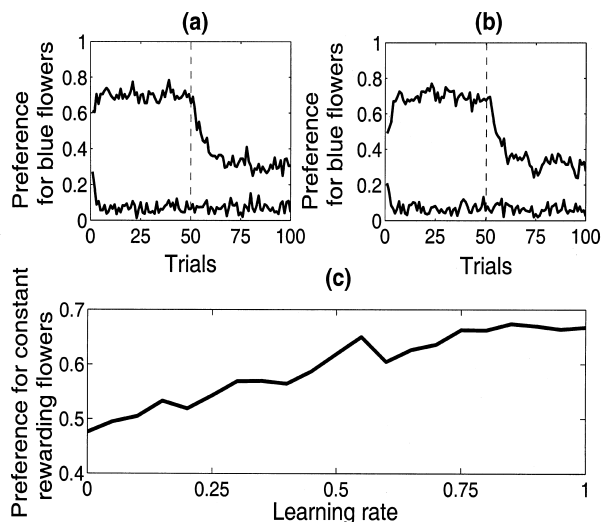 (a)
Preference
for blue flowers
1
0.8
0.6
0.4
0.2
0
0 25 50 75 100
Trials
(b)
Preference
for blue flowers
1
0.8
0.6
0.4
0.2
0
0 25 50 75 100
Trials
(c)
Preference for constant
rewarding flowers
0.7
0.6
0.5
0.4
0 0.25 0.5 0.75 1
Learning rate